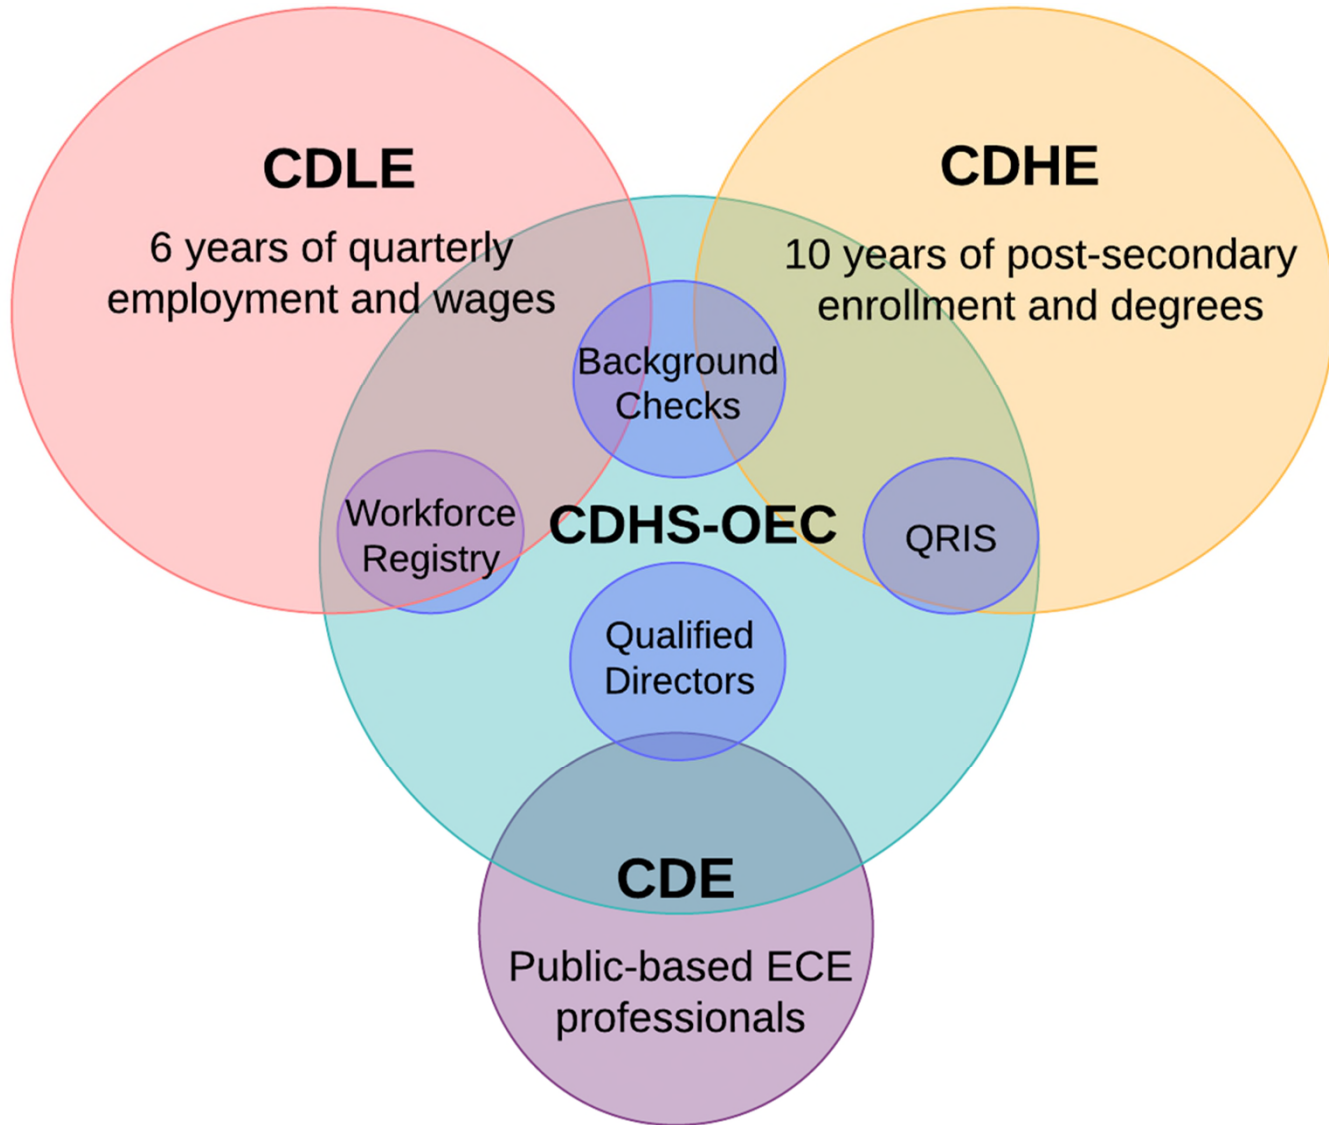 CDLE
6 years of quarterly
employment and wages
CDHE
10 years of post-secondary
enrollment and degrees
Background
Checks
Workforce
Registry
CDHS-OEC
QRIS
Qualified
Directors
CDE
Public-based ECE
professionals